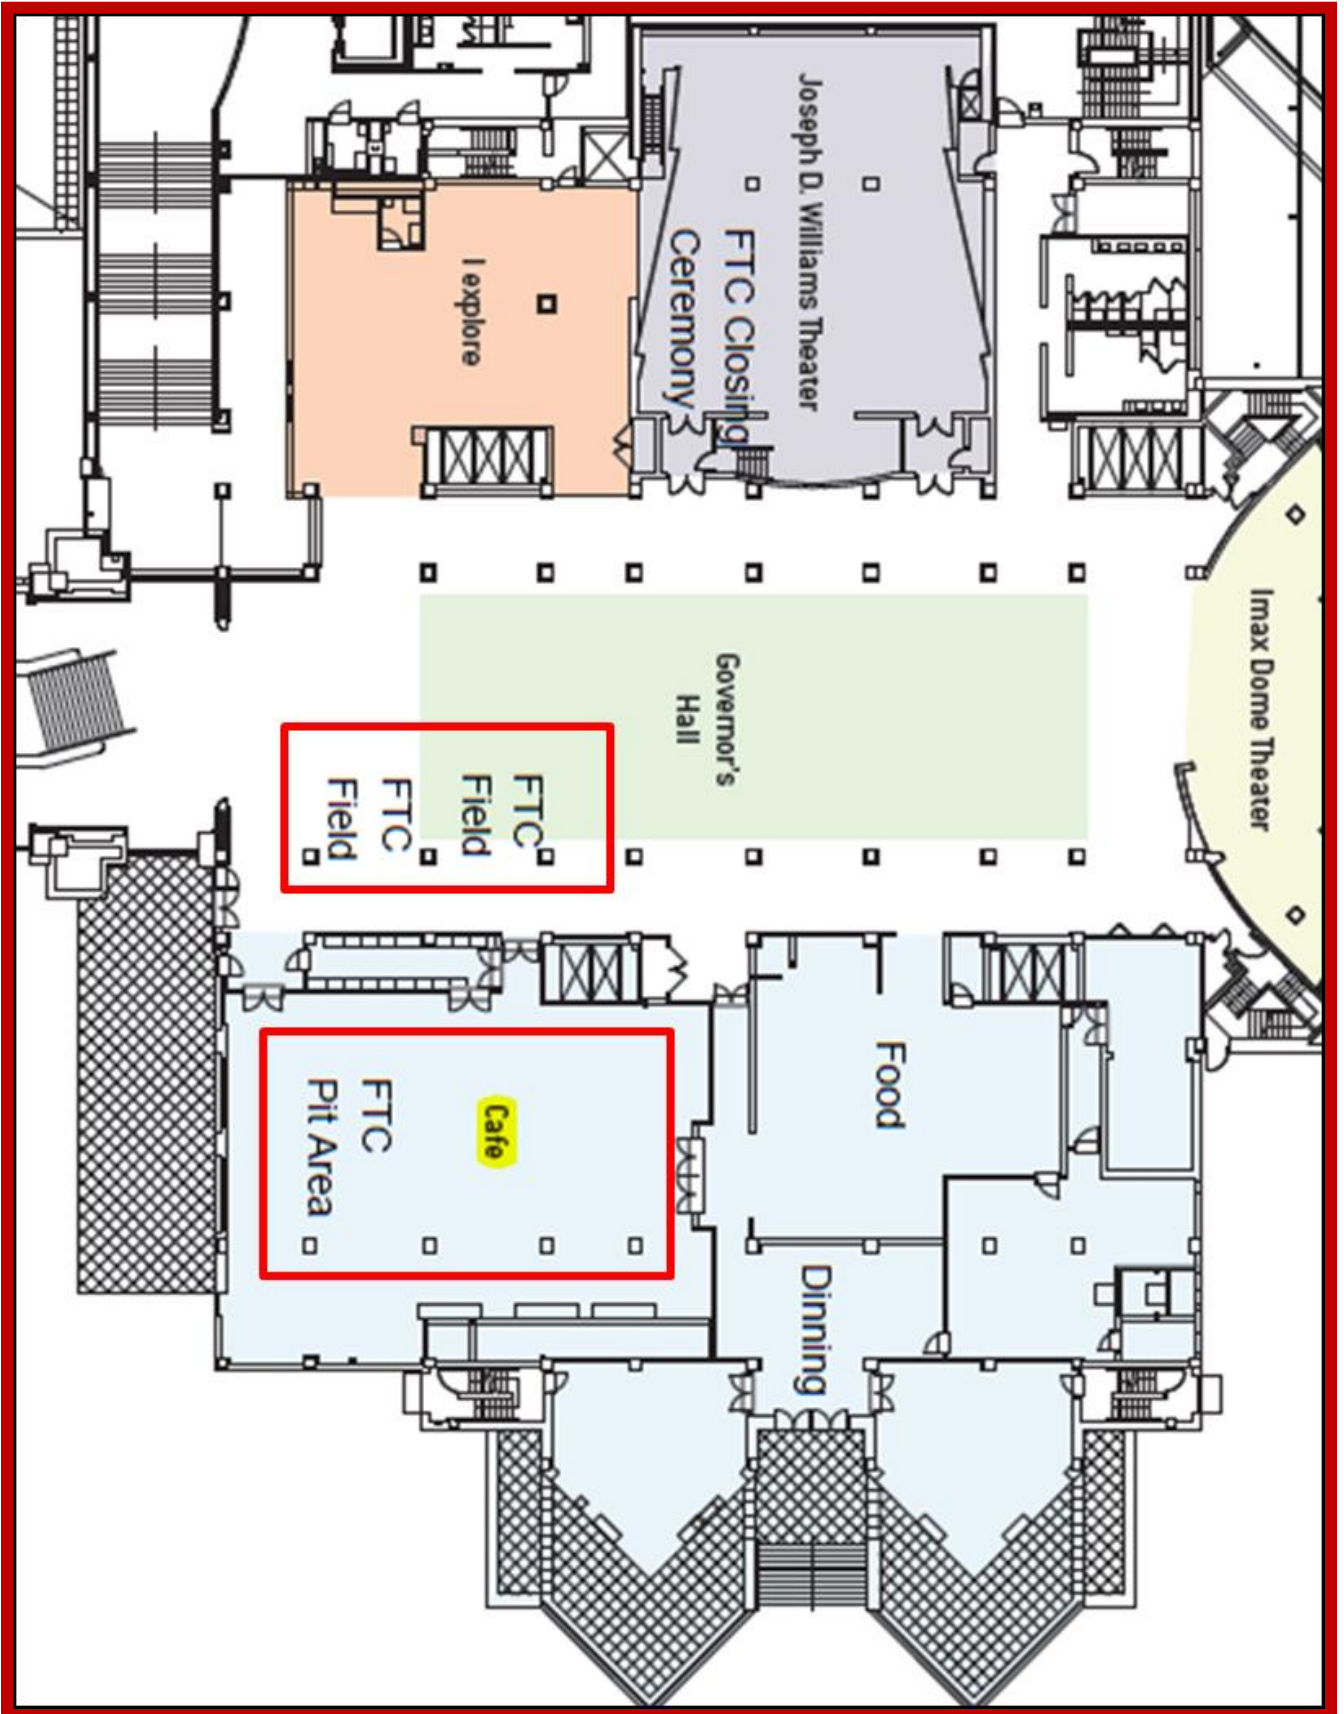 Joseph D. Williams Theater
FTC Closing
Ceremony
I explore
Imax Dome Theater
Governor's
Hall
FTC
Field
FTC
Field
Food
Cafe
FTC
Pit Area
Dinning